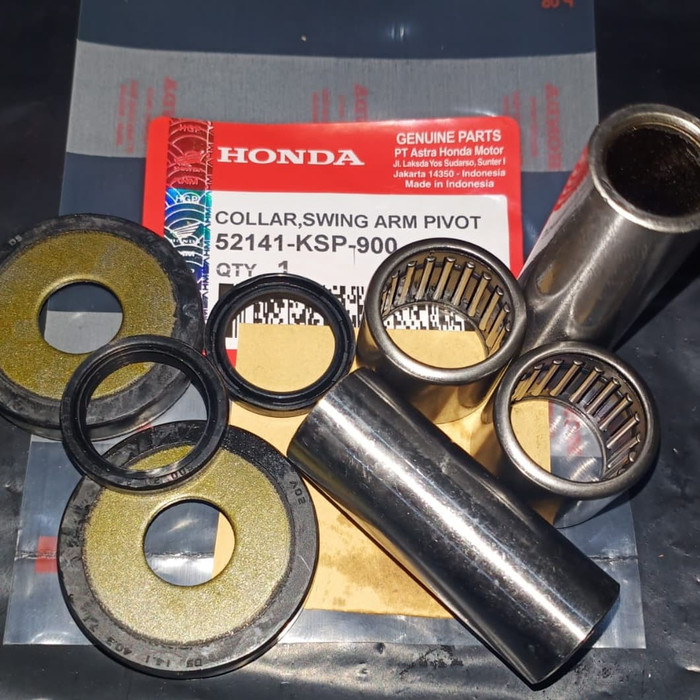 HONDA
GENUINE PARTS
PT Astra Honda Motor
Jl. Laksda Yos Sudarso, Sunter I
Jakarta 14350 - Indonesia
Made in Indonesia
COLLAR,SWING ARM PIVOT
52141-KSP-900
QTY 1